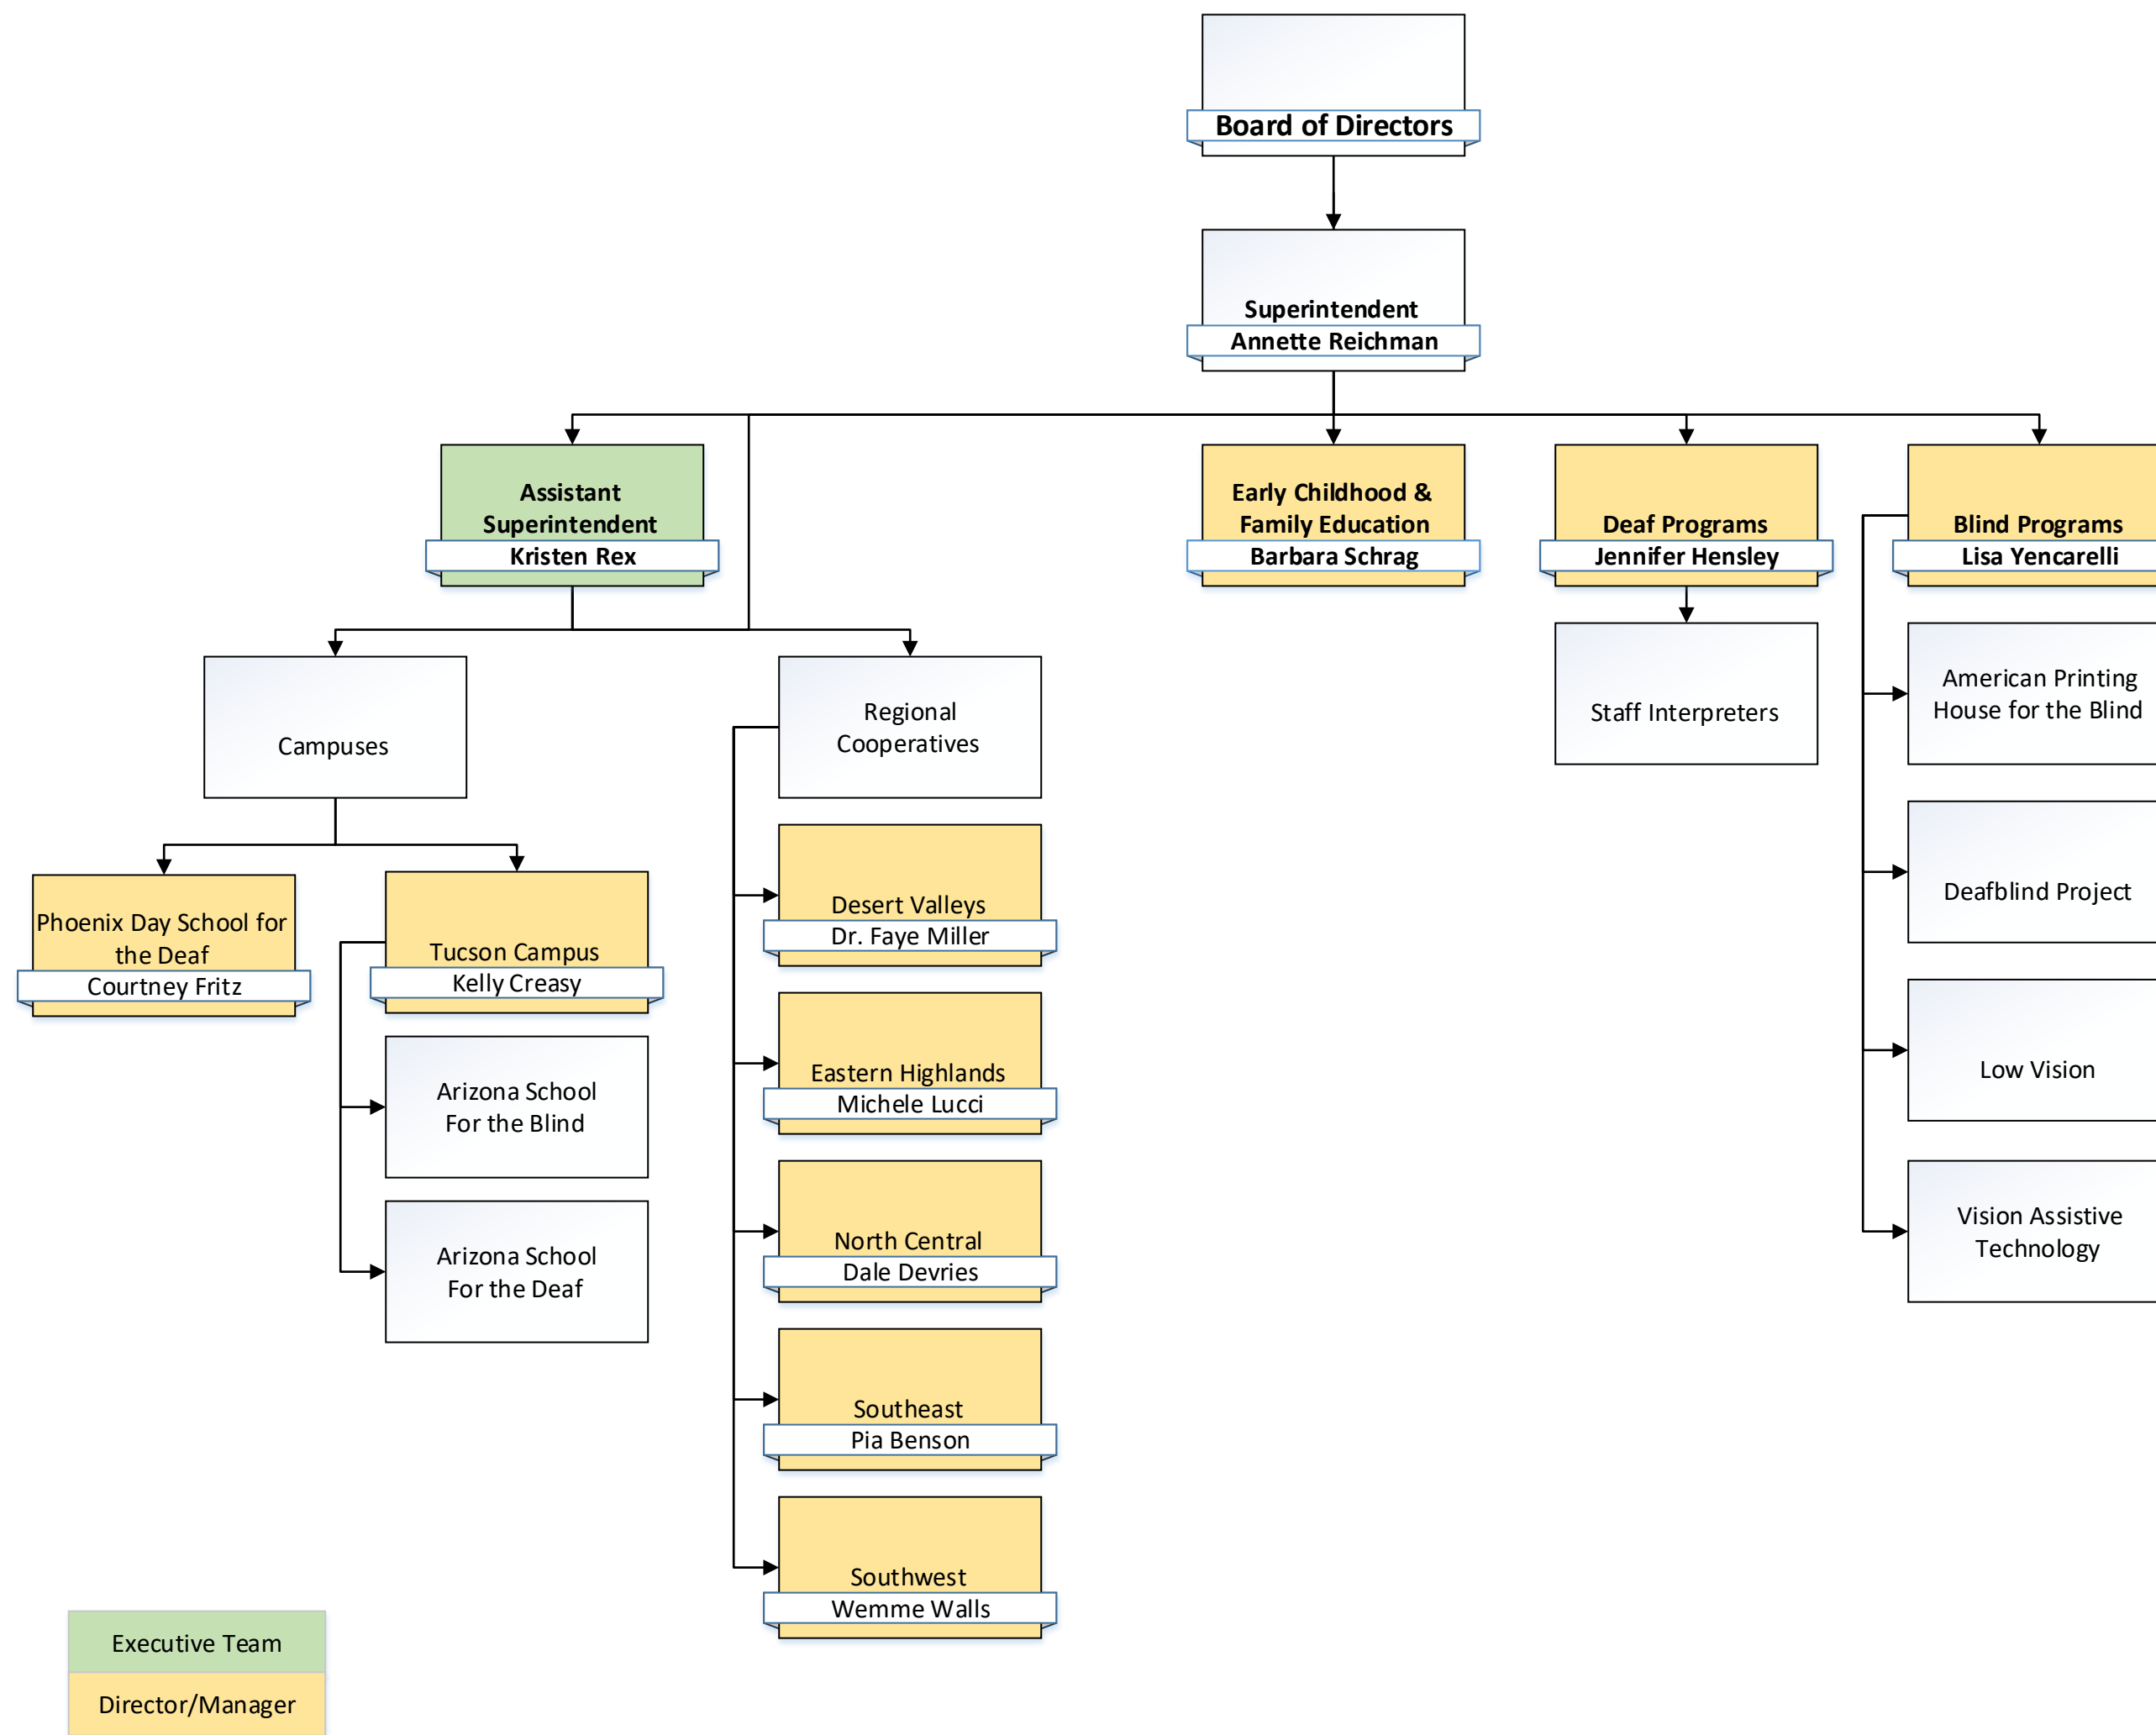 Board of Directors
Superintendent
Annette Reichman
Assistant
Superintendent
Kristen Rex
Early Childhood &
Family Education
Barbara Schrag
Deaf Programs
Jennifer Hensley
Blind Programs
Lisa Yencarelli
Campuses
Regional
Cooperatives
Staff Interpreters
American Printing
House for the Blind
Phoenix Day School for
the Deaf
Courtney Fritz
Tucson Campus
Kelly Creasy
Arizona School
For the Blind
Arizona School
For the Deaf
Desert Valleys
Dr. Faye Miller
Eastern Highlands
Michele Lucci
North Central
Dale Devries
Southeast
Pia Benson
Southwest
Wemme Walls
Deafblind Project
Low Vision
Vision Assistive
Technology
Executive Team
Director/Manager